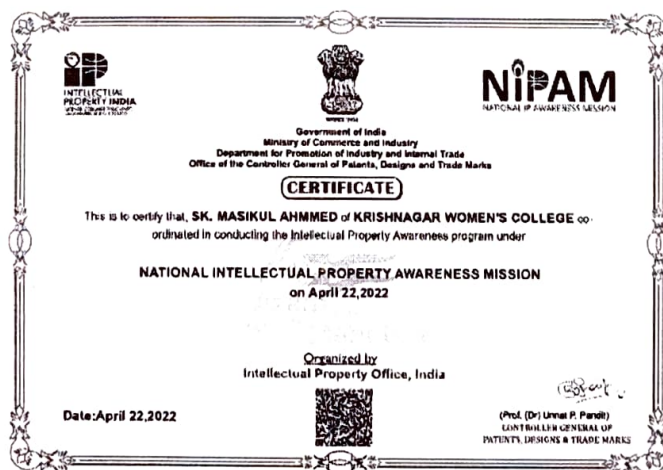 INTELLECTUAL
PROPERTY INDIA
NiPAM
NATIONAL IP AWARENESS MISSION
Government of India
Ministry of Commerce and Industry
Department for Promotion of Industry and Internal Trade
Office of the Controller General of Patents, Designs and Trade Marks
CERTIFICATE
This is to certify that, SK. MASIKUL AHMMED of KRISHNAGAR WOMEN'S COLLEGE co-
ordinated in conducting the Intellectual Property Awareness program under
NATIONAL INTELLECTUAL PROPERTY AWARENESS MISSION
on April 22,2022
Organized by
Intellectual Property Office, India
Date:April 22,2022
(Prof. (Dr) Unnat P. Pandit)
CONTROLLER GENERAL OF
PATENTS, DESIGNS & TRADE MARKS